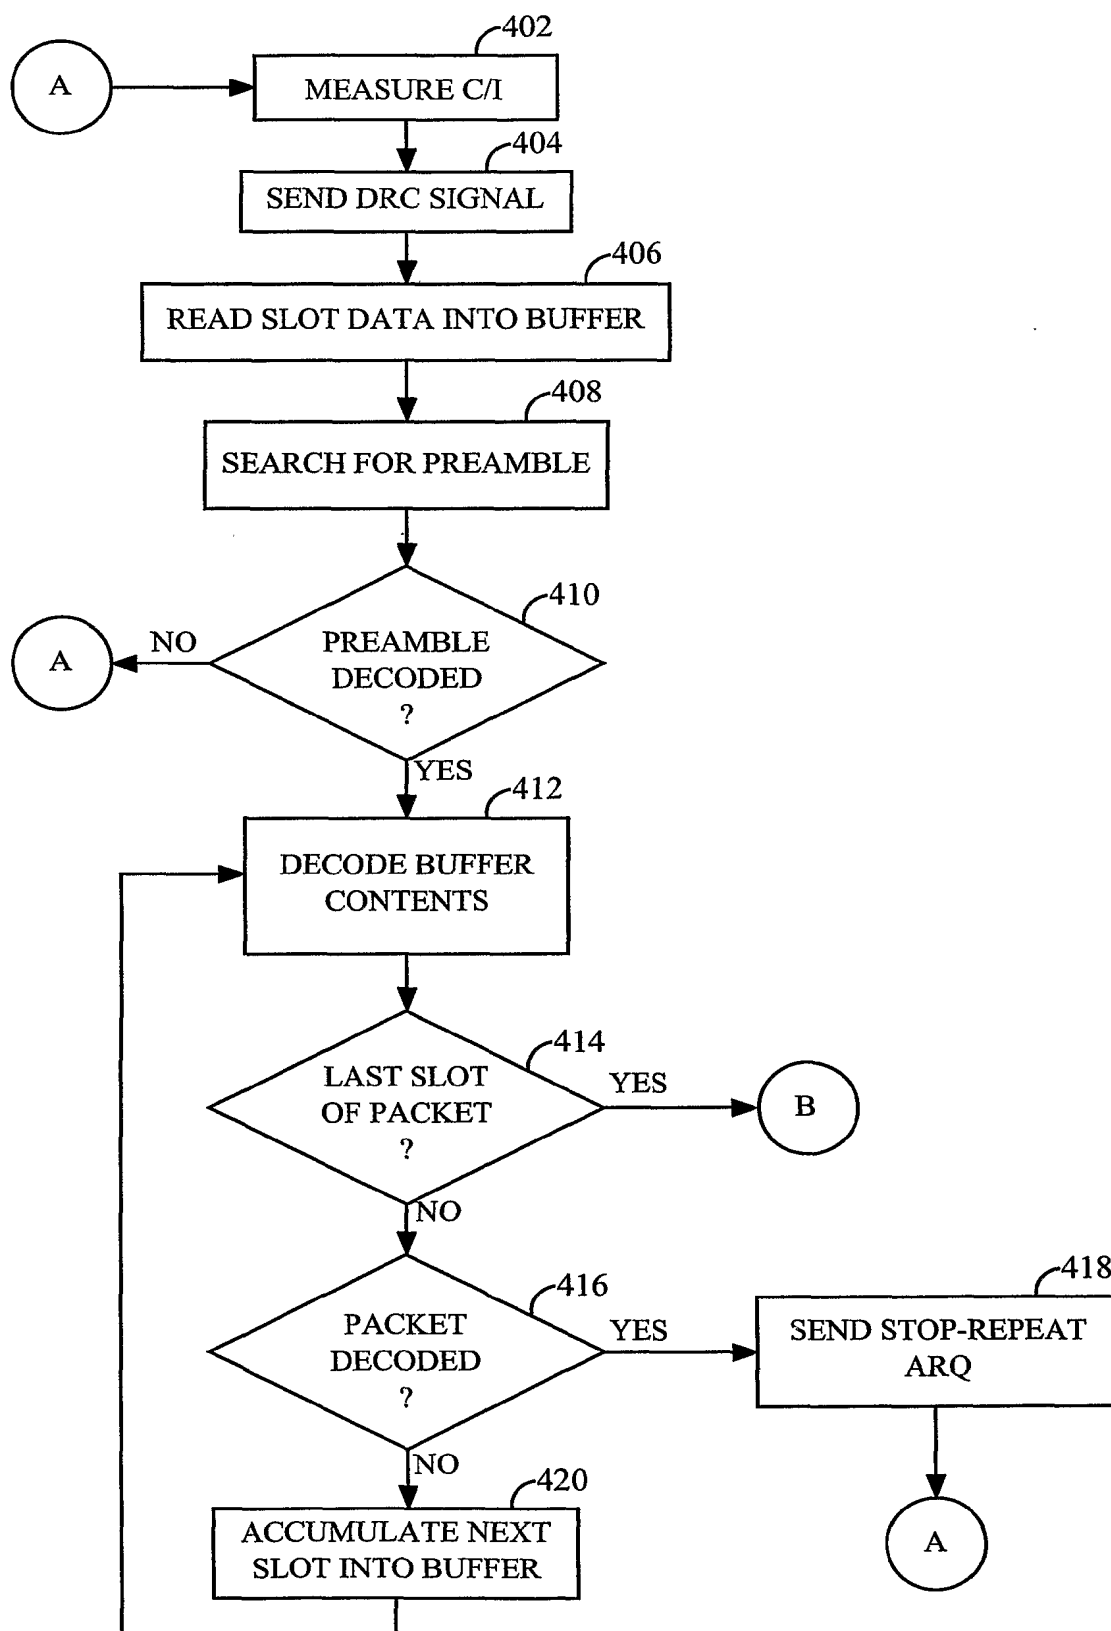 402
A
MEASURE C/I
404
SEND DRC SIGNAL
406
READ SLOT DATA INTO BUFFER
408
SEARCH FOR PREAMBLE
410
A
NO
PREAMBLE
DECODED
?
YES
412
DECODE BUFFER
CONTENTS
414
LAST SLOT
OF PACKET
?
YES
B
NO
416
PACKET
DECODED
?
YES
418
SEND STOP-REPEAT
ARQ
NO
420
ACCUMULATE NEXT
SLOT INTO BUFFER
A